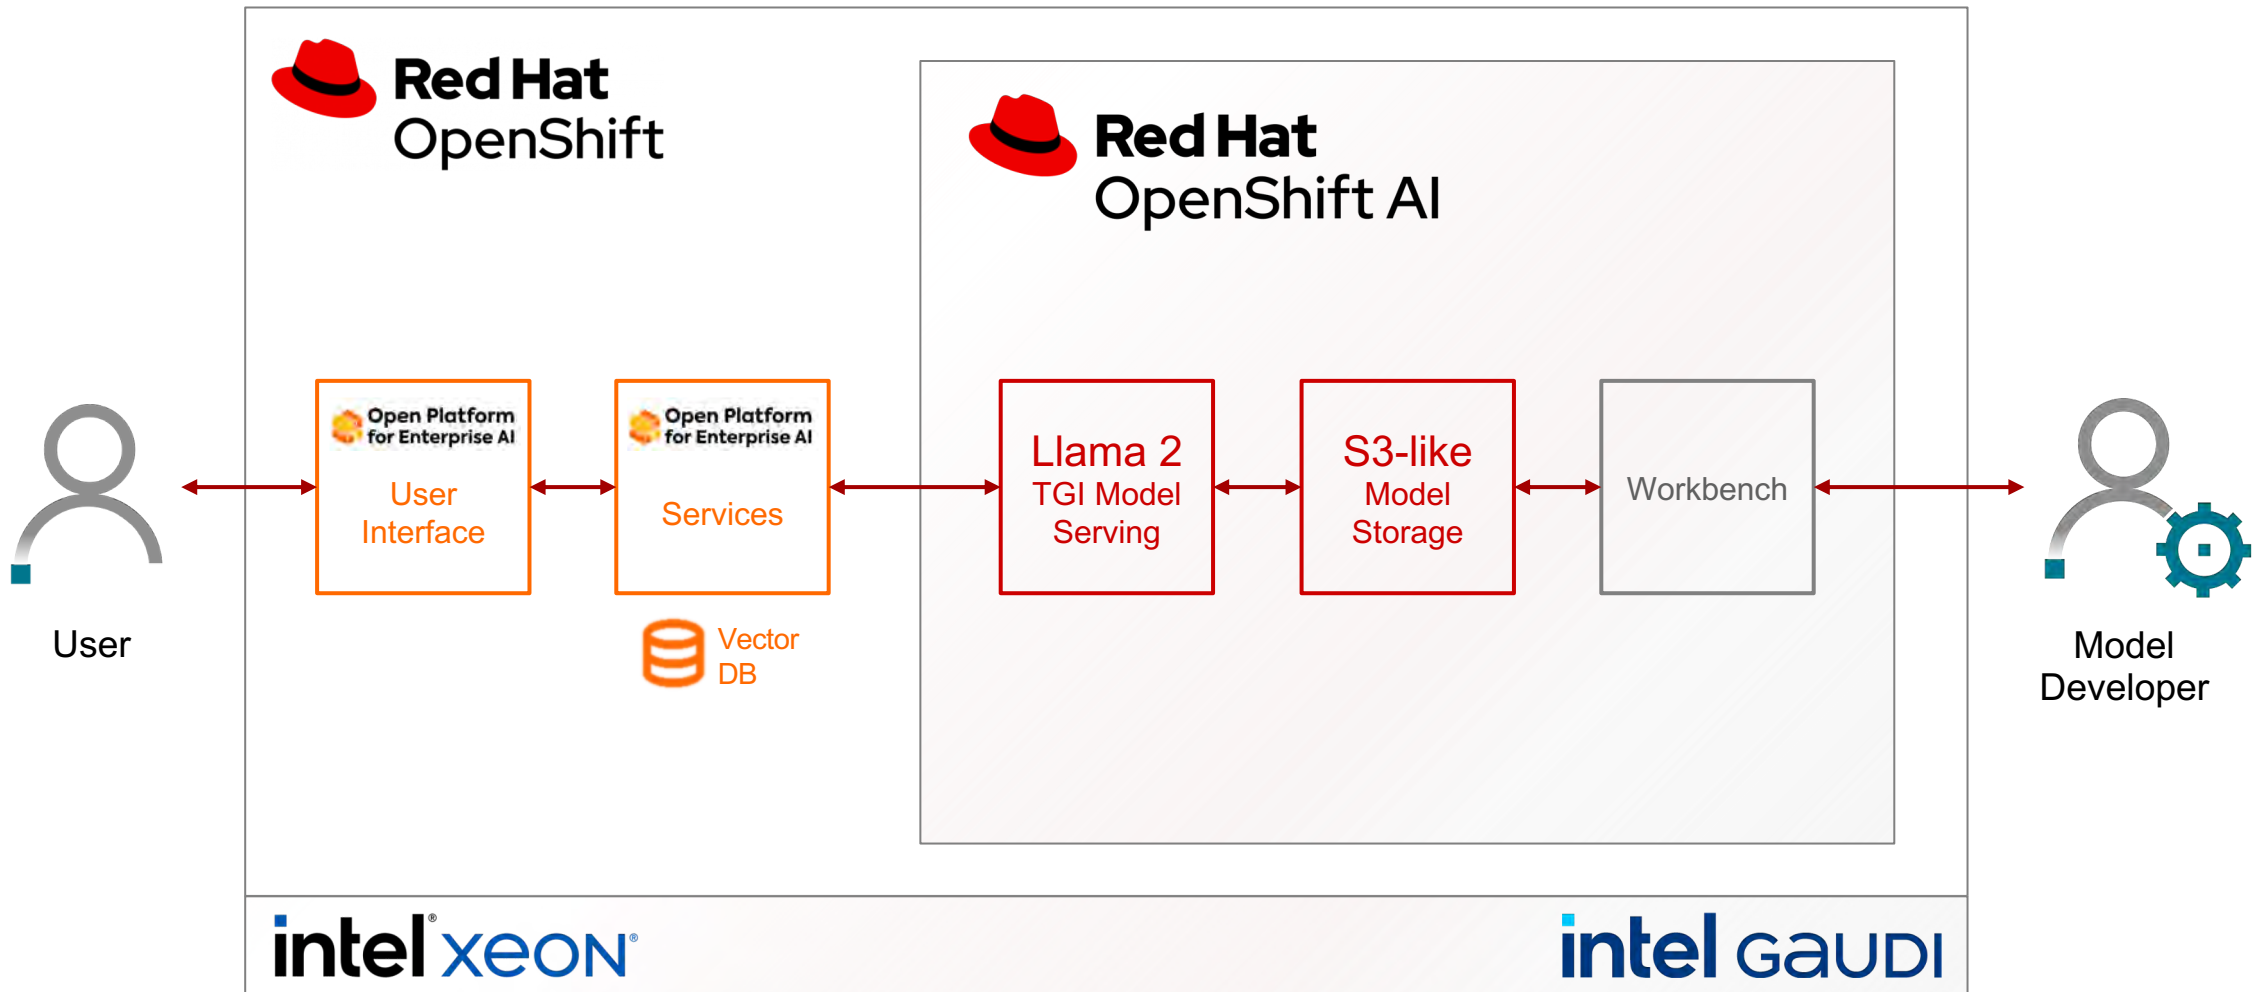 Red Hat
OpenShift
Red Hat
OpenShift AI
Open Platform
for Enterprise AI
User
Interface
Open Platform
for Enterprise AI
Services
Llama 2
TGI Model
Serving
S3-like
Model
Storage
Workbench
Vector
DB
User
Model
Developer
intel® xeon®
intel GAUDI